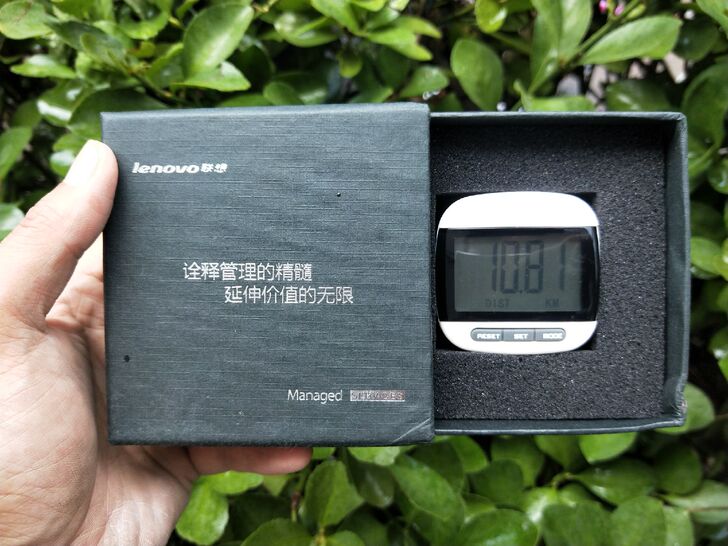 lenovo联想
诠释管理的精髓
延伸价值的无限
Managed SERVICES
10.81
DIST KM
RESET SET MODE